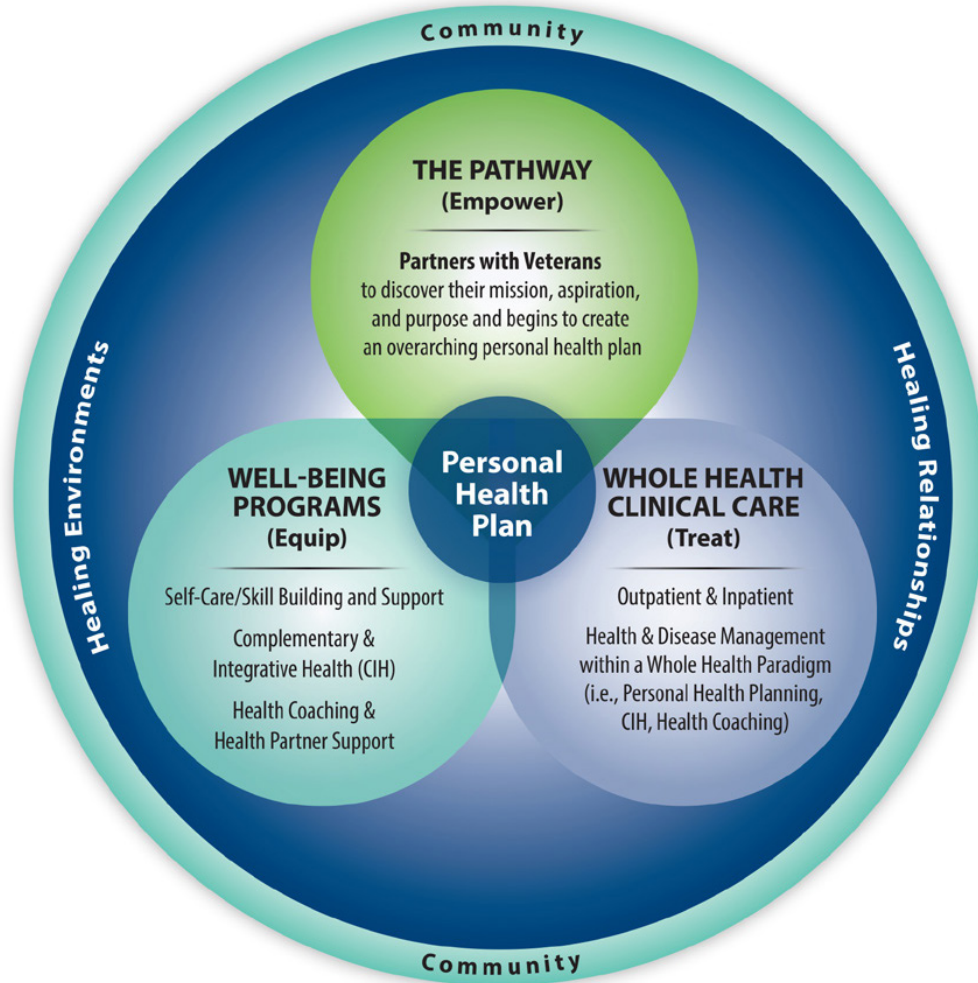 Community
THE PATHWAY
(Empower)
Partners with Veterans
to discover their mission, aspiration,
and purpose and begins to create
an overarching personal health plan
Healing Environments
Healing Relationships
Personal
Health
Plan
WELL-BEING
PROGRAMS
(Equip)
Self-Care/Skill Building and Support
Complementary &
Integrative Health (CIH)
Health Coaching &
Health Partner Support
WHOLE HEALTH
CLINICAL CARE
(Treat)
Outpatient & Inpatient
Health & Disease Management
within a Whole Health Paradigm
(i.e., Personal Health Planning,
CIH, Health Coaching)
Community